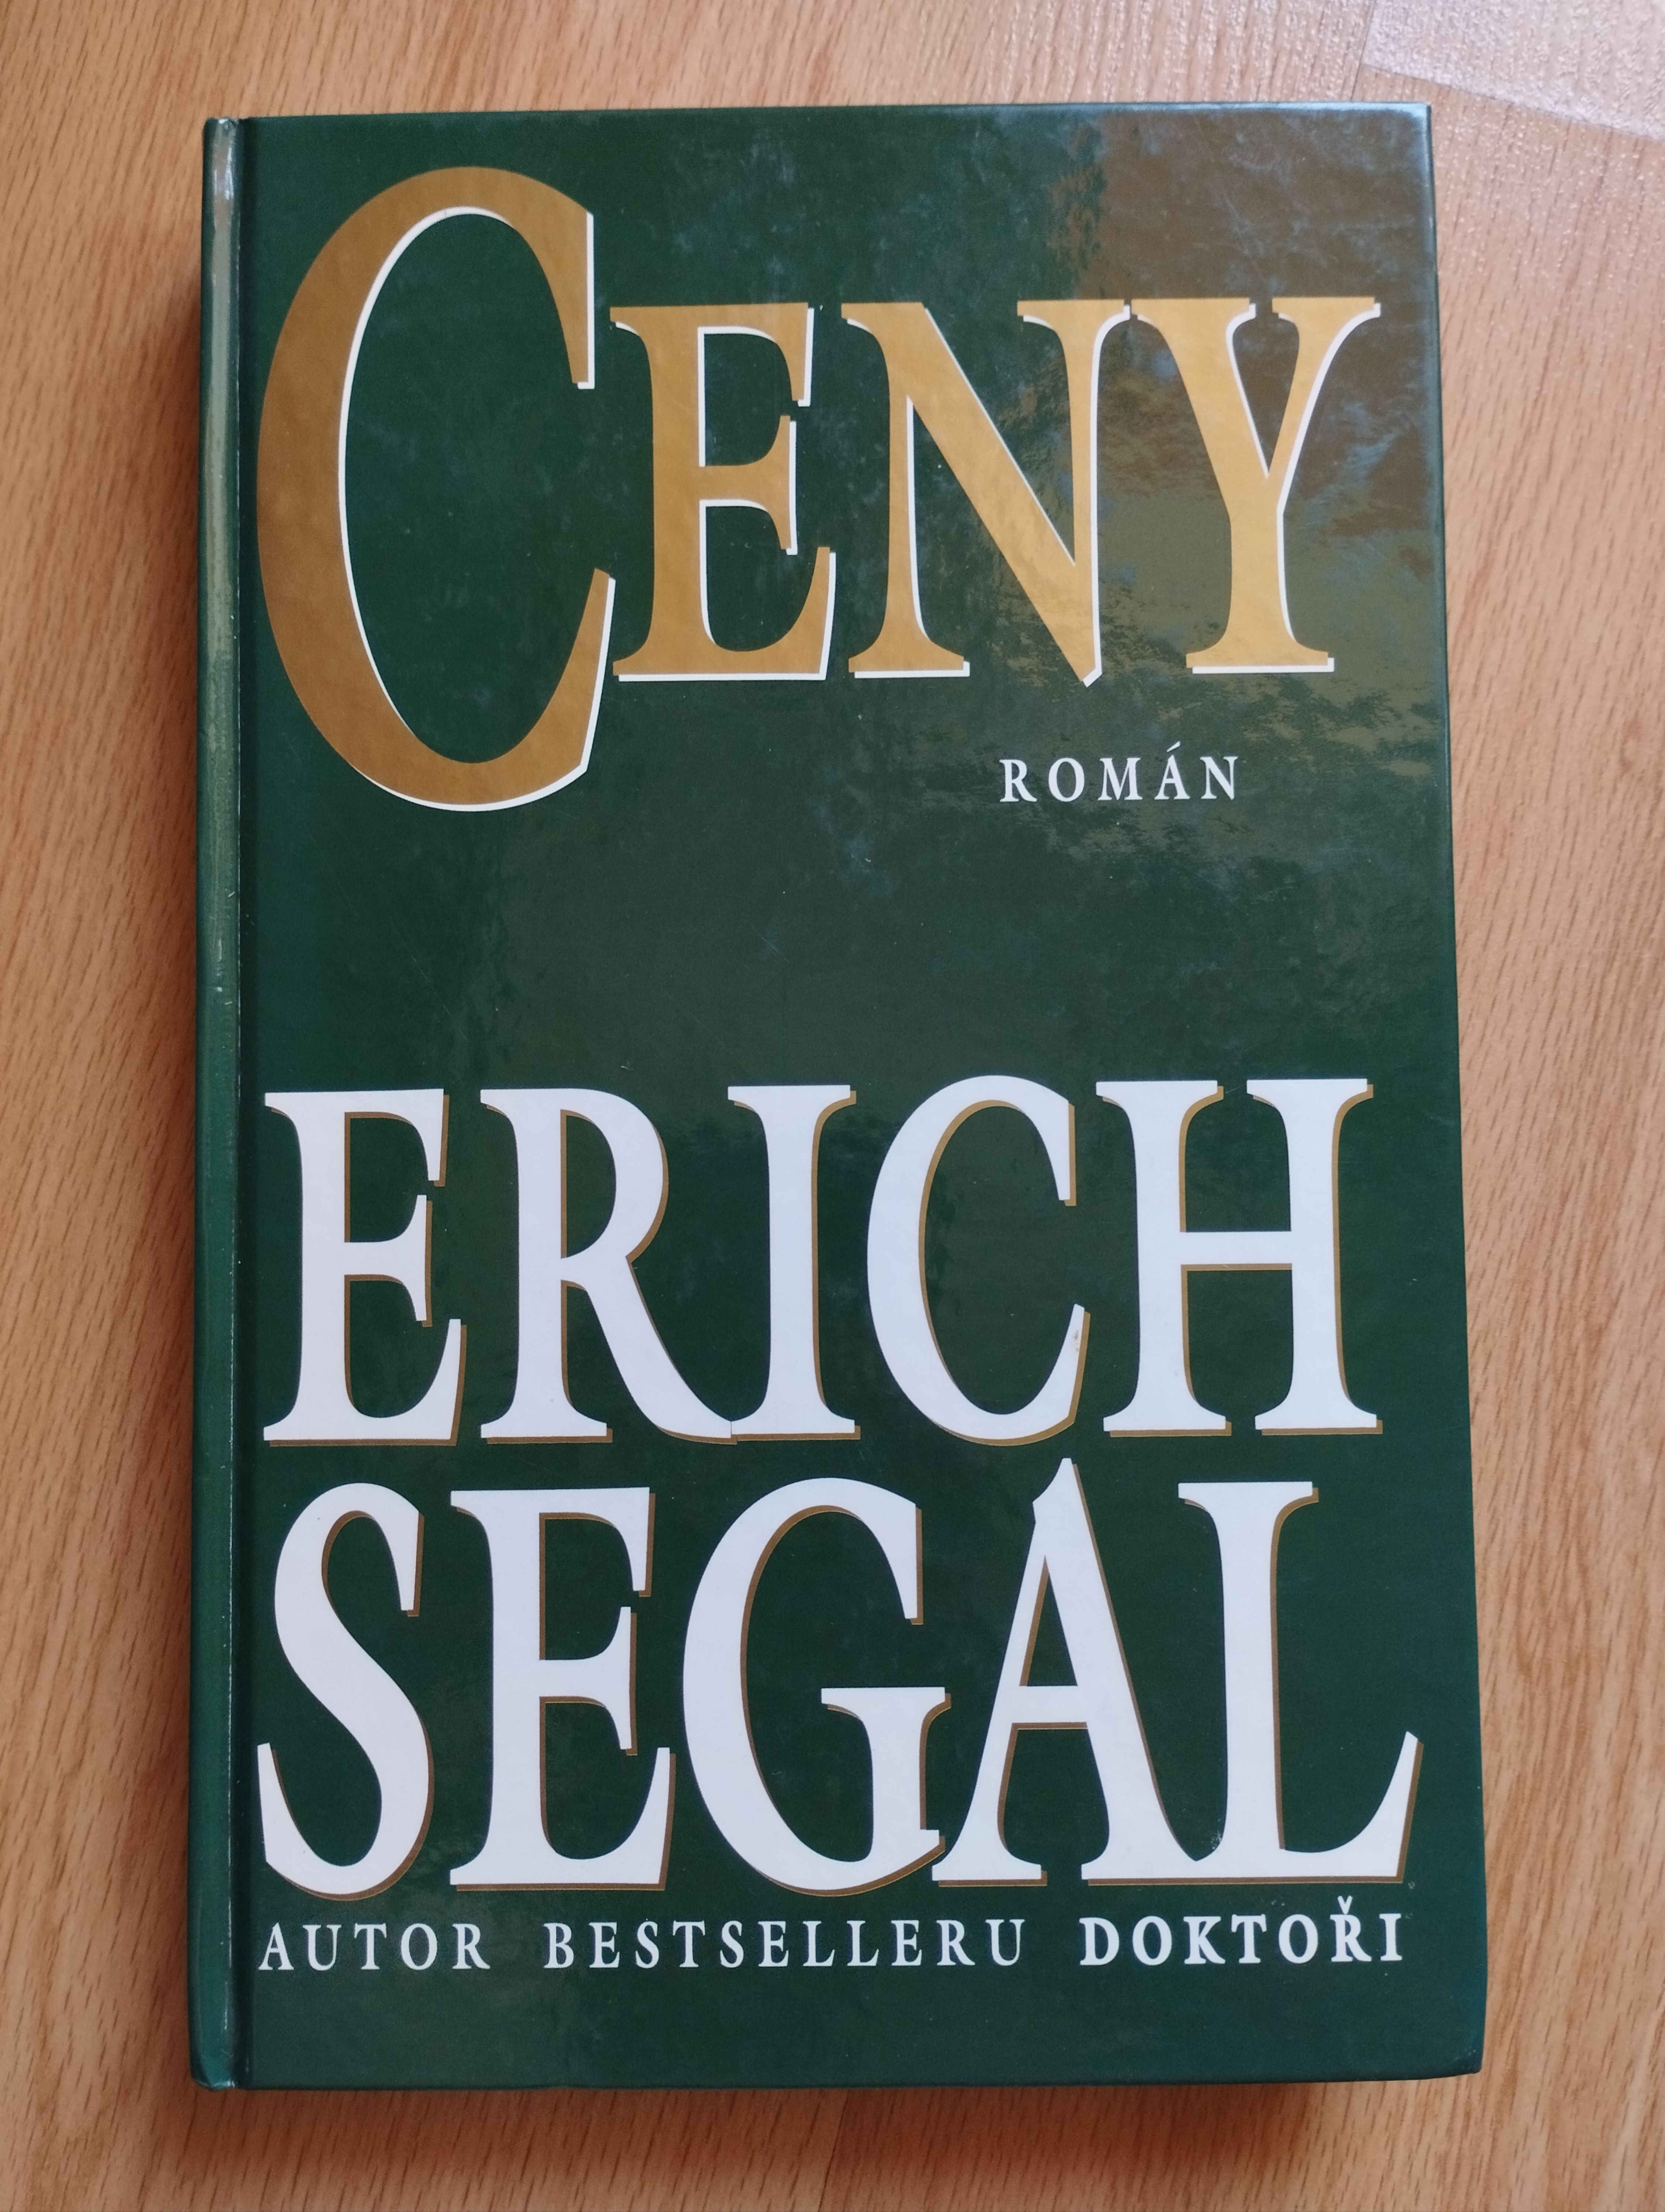 CENY
ROMÁN
ERICH
SEGAL
AUTOR BESTSELLERU DOKTOŘI